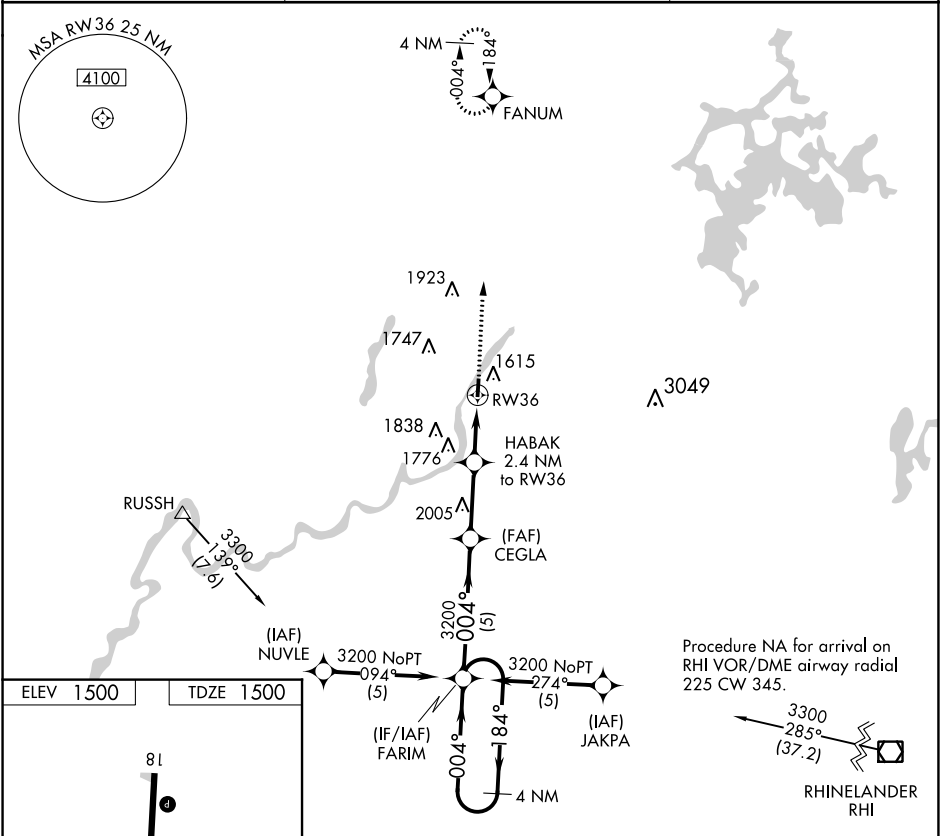 MSA RW36 25 NM
4100
4 NM
004°
184°
FANUM
1923
1747
1615
RW36
3049
1838
1776
HABAK
2.4 NM
to RW36
2005
(FAF)
CEGLA
RUSSH
3300
139°
(7.6)
3200
004°
(5)
(IAF)
NUVLE
3200 NoPT
094°
(5)
3200 NoPT
274°
(5)
(IAF)
JAKPA
(IF/IAF)
FARIM
004°
184°
4 NM
Procedure NA for arrival on
RHI VOR/DME airway radial
225 CW 345.
3300
285°
(37.2)
RHINELANDER
RHI
ELEV 1500
TDZE 1500
18
P